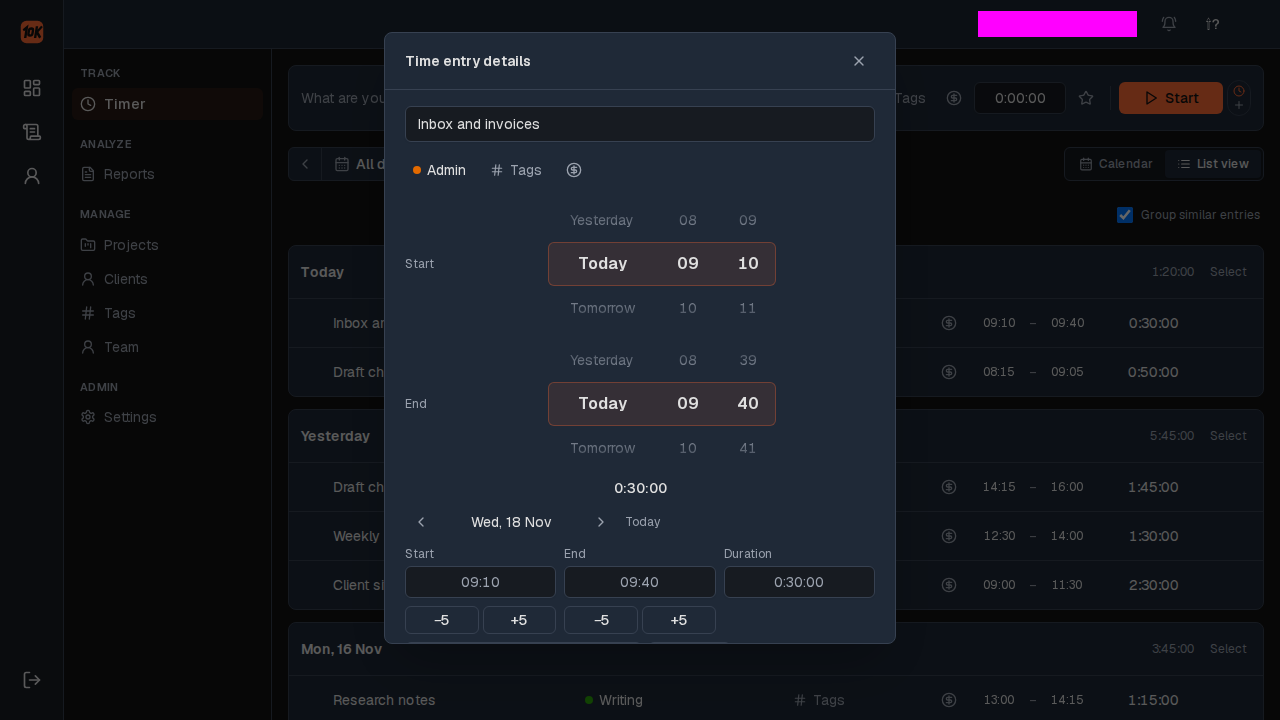 10K
?
TRACK
Timer
ANALYZE
Reports
MANAGE
Projects
Clients
Tags
Team
ADMIN
Settings
What are you
Tags
0:00:00
Start
All d
Calendar
List view
Group similar entries
Today
1:20:00
Select
Inbox ar
09:10 – 09:40 0:30:00
Draft ch
08:15 – 09:05 0:50:00
Yesterday
5:45:00
Select
Draft ch
14:15 – 16:00 1:45:00
Weekly
12:30 – 14:00 1:30:00
Client sl
09:00 – 11:30 2:30:00
Mon, 16 Nov
3:45:00
Select
Research notes
Writing
Tags
13:00 – 14:15 1:15:00
Time entry details
Inbox and invoices
Admin
Tags
Yesterday 08 09
Start
Today 09 10
Tomorrow 10 11
Yesterday 08 39
End
Today 09 40
Tomorrow 10 41
0:30:00
Wed, 18 Nov
Today
Start End Duration
09:10 09:40 0:30:00
−5 +5 −5 +5